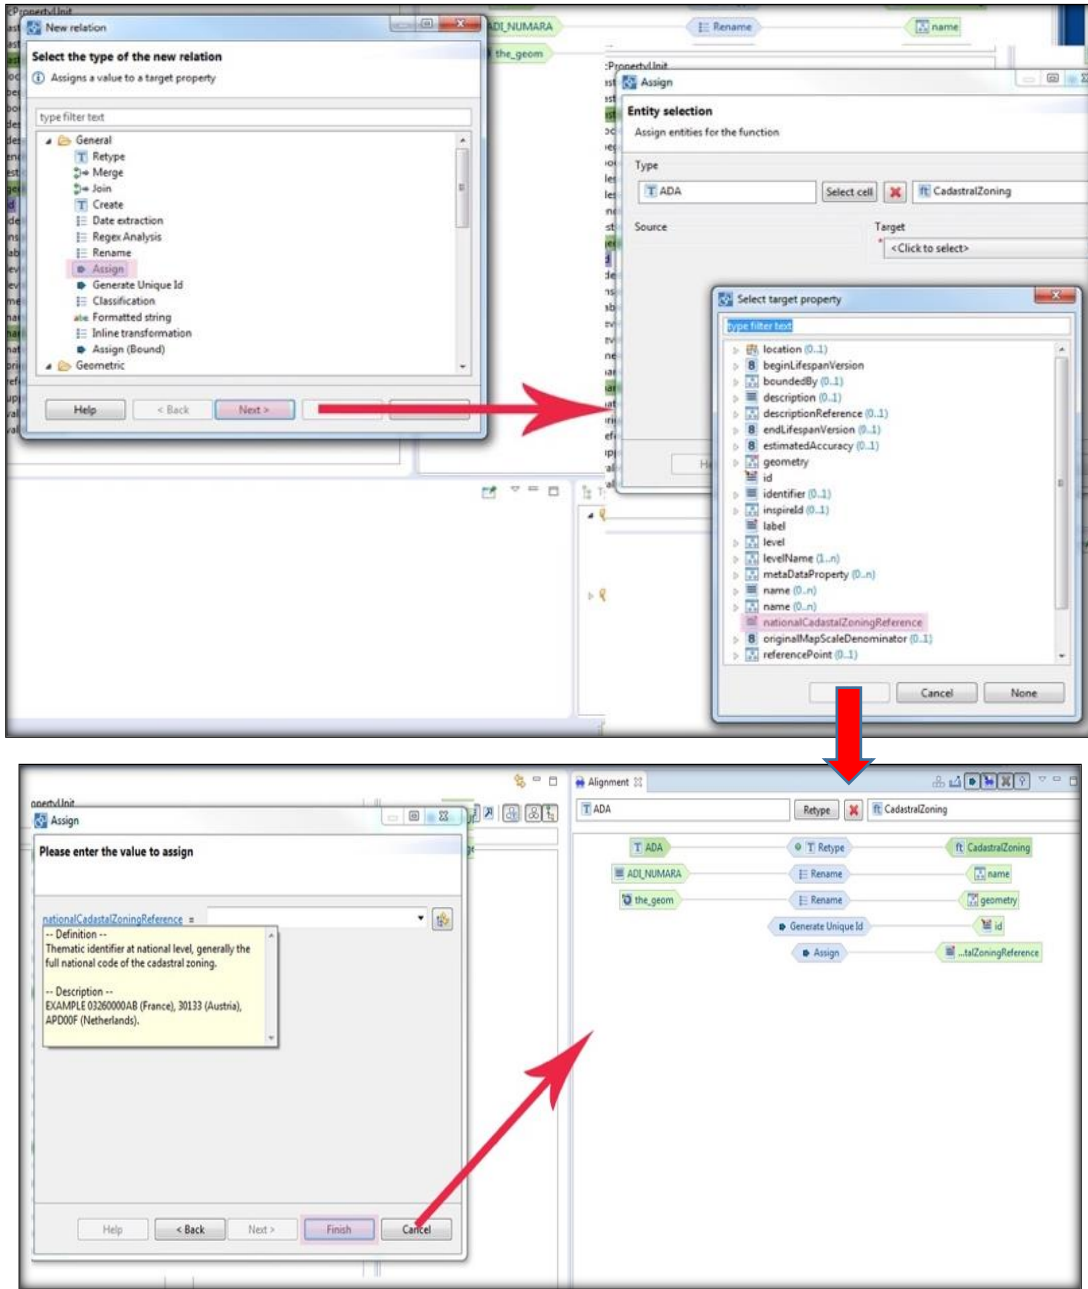 New relation
Select the type of the new relation
Assigns a value to a target property
type filter text
General
Retype
Merge
Join
Create
Date extraction
Regex Analysis
Rename
Assign
Generate Unique Id
Classification
Formatted string
Inline transformation
Assign (Bound)
Geometric
Help
< Back
Next >
ADI_NUMARA
Rename
name
the_geom
Assign
Entity selection
Assign entities for the function
Type
ADA
Select cell
CadastralZoning
Source
Target
<Click to select>
Select target property
type filter text
location (0..1)
beginLifespanVersion
boundedBy (0..1)
description (0..1)
descriptionReference (0..1)
endLifespanVersion (0..1)
estimatedAccuracy (0..1)
geometry
id
identifier (0..1)
inspireId (0..1)
label
level
levelName (1..n)
metaDataProperty (0..n)
name (0..n)
name (0..n)
nationalCadastalZoningReference
originalMapScaleDenominator (0..1)
referencePoint (0..1)
Cancel
None
Assign
Please enter the value to assign
nationalCadastalZoningReference =
-- Definition --
Thematic identifier at national level, generally the
full national code of the cadastral zoning.
-- Description --
EXAMPLE 03260000AB (France), 30133 (Austria),
APD00F (Netherlands).
Help
< Back
Next >
Finish
Cancel
Alignment
ADA
Retype
CadastralZoning
ADA
Retype
CadastralZoning
ADI_NUMARA
Rename
name
the_geom
Rename
geometry
Generate Unique Id
id
Assign
...talZoningReference